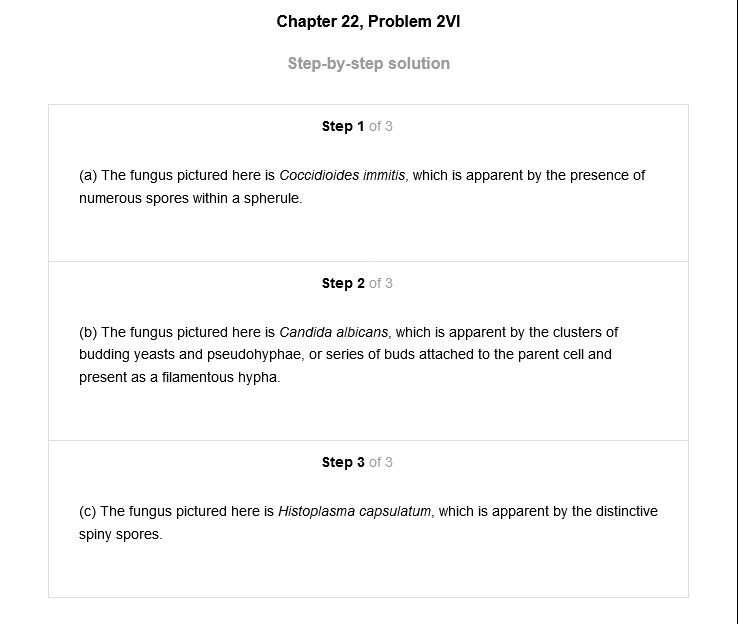 Chapter 22, Problem 2VI
Step-by-step solution
Step 1 of 3
(a) The fungus pictured here is Coccidioides immitis, which is apparent by the presence of
numerous spores within a spherule.
Step 2 of 3
(b) The fungus pictured here is Candida albicans, which is apparent by the clusters of
budding yeasts and pseudohyphae, or series of buds attached to the parent cell and
present as a filamentous hypha.
Step 3 of 3
(c) The fungus pictured here is Histoplasma capsulatum, which is apparent by the distinctive
spiny spores.